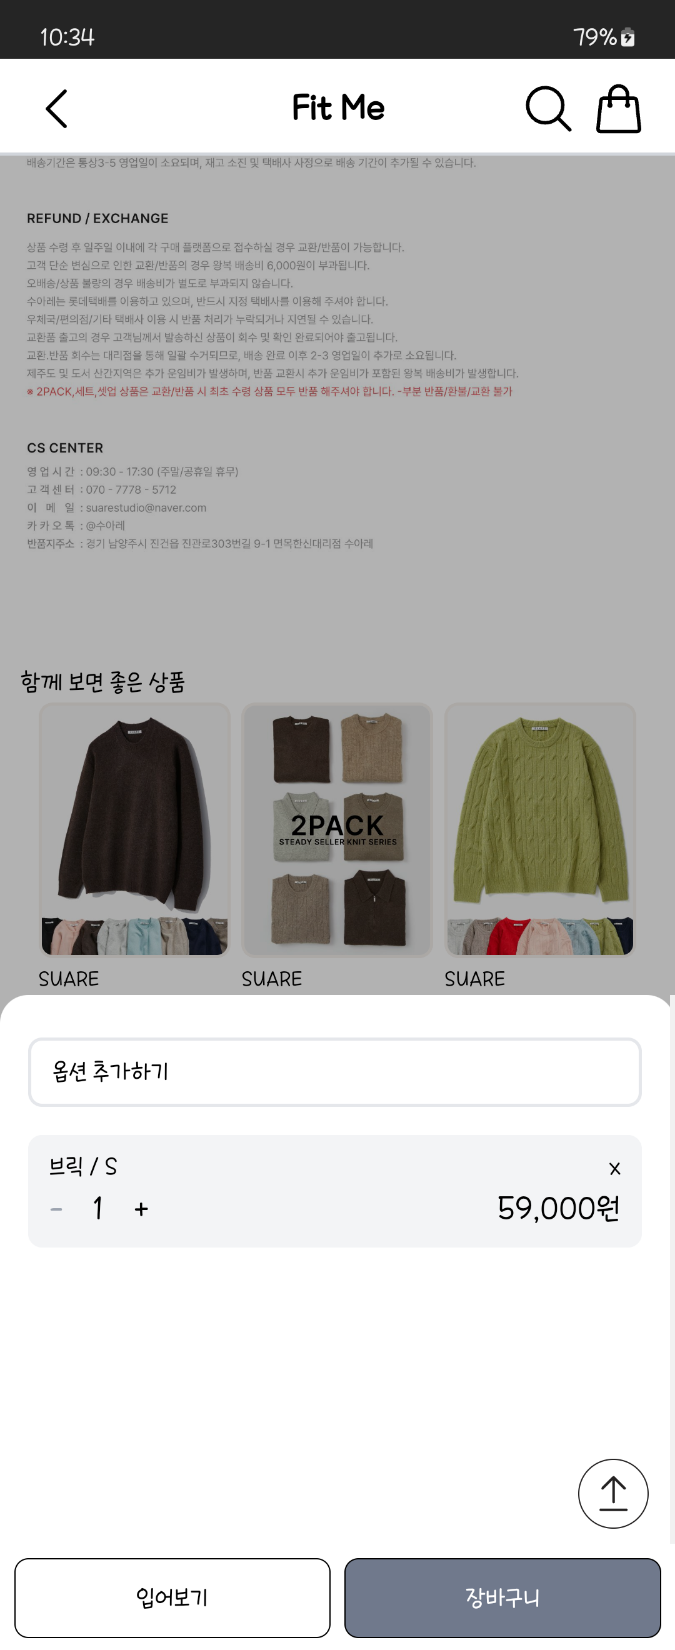 10:34
79%
Fit Me
배송기간은 통상3-5 영업일이 소요되며, 재고 소진 및 택배사 사정으로 배송 기간이 추가될 수 있습니다.
REFUND / EXCHANGE
상품 수령 후 일주일 이내에 각 구매 플랫폼으로 접수하실 경우 교환/반품이 가능합니다.
고객 단순 변심으로 인한 교환/반품의 경우 왕복 배송비 6,000원이 부과됩니다.
오배송/상품 불량의 경우 배송비가 별도로 부과되지 않습니다.
수아레는 롯데택배를 이용하고 있으며, 반드시 지정 택배사를 이용해 주셔야 합니다.
우체국/편의점/기타 택배사 이용 시 반품 처리가 누락되거나 지연될 수 있습니다.
교환품 출고의 경우 고객님께서 발송하신 상품이 회수 및 확인 완료되어야 출고됩니다.
교환.반품 회수는 대리점을 통해 일괄 수거되므로, 배송 완료 이후 2-3 영업일이 추가로 소요됩니다.
제주도 및 도서 산간지역은 추가 운임비가 발생하며, 반품 교환시 추가 운임비가 포함된 왕복 배송비가 발생합니다.
※ 2PACK,세트,셋업 상품은 교환/반품 시 최초 수령 상품 모두 반품 해주셔야 합니다. -부분 반품/환불/교환 불가
CS CENTER
영업시간 : 09:30 - 17:30 (주말/공휴일 휴무)
고객센터 : 070 - 7778 - 5712
이 메 일 : suarestudio@naver.com
카카오톡 : @수아레
반품지주소 : 경기 남양주시 진건읍 진관로303번길 9-1 면목한신대리점 수아레
함께 보면 좋은 상품
2PACK
STEADY SELLER KNIT SERIES
SUARE SUARE SUARE
옵션 추가하기
브릭 / S x
- 1 + 59,000원
입어보기 장바구니